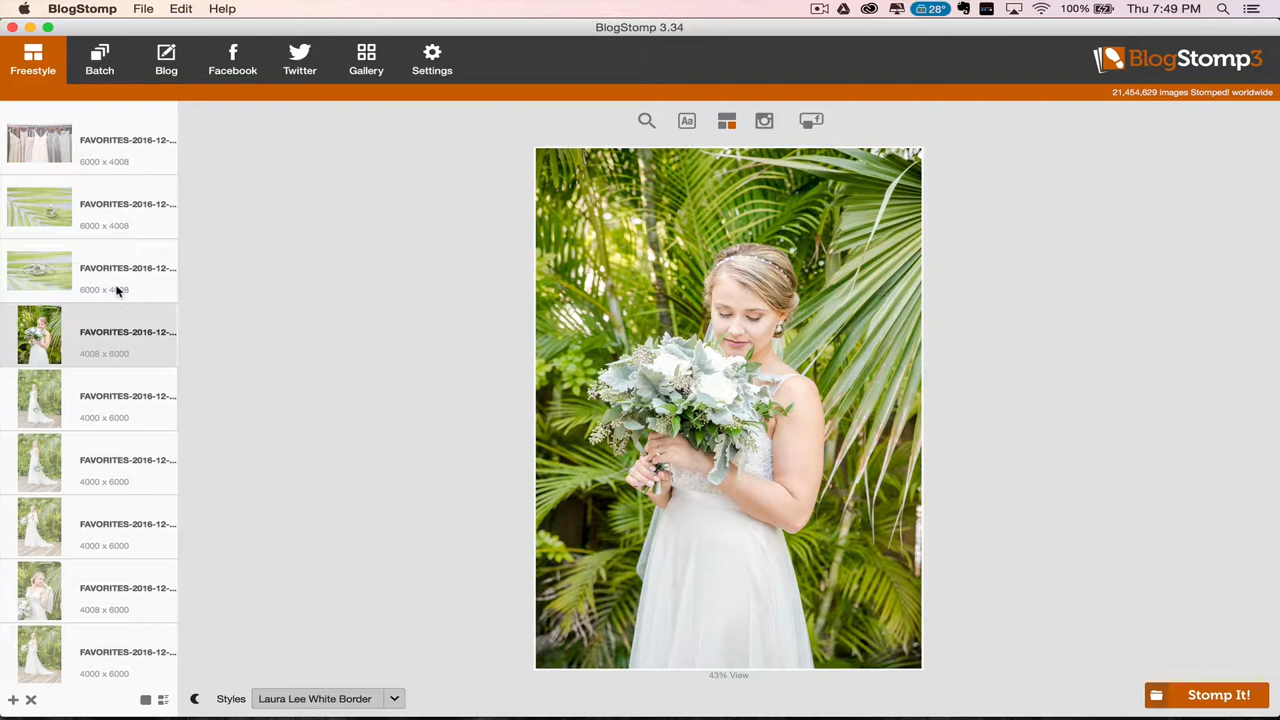 BlogStomp File Edit Help
28° 100% Thu 7:49 PM
BlogStomp 3.34
Freestyle Batch Blog Facebook Twitter Gallery Settings
BlogStomp3
21,454,629 images Stomped! worldwide
Aa
FAVORITES-2016-12-...
6000 x 4008
FAVORITES-2016-12-...
6000 x 4008
FAVORITES-2016-12-...
6000 x 4008
FAVORITES-2016-12-...
4008 x 6000
FAVORITES-2016-12-...
4000 x 6000
FAVORITES-2016-12-...
4000 x 6000
FAVORITES-2016-12-...
4000 x 6000
FAVORITES-2016-12-...
4008 x 6000
FAVORITES-2016-12-...
4000 x 6000
43% View
Styles Laura Lee White Border
Stomp It!